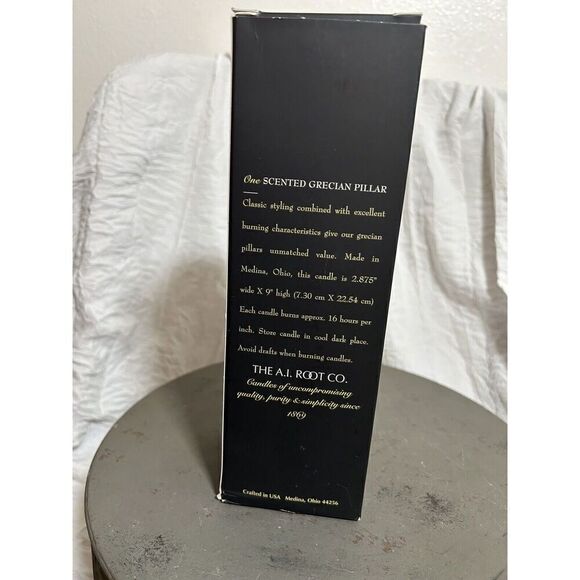 One SCENTED GRECIAN PILLAR
Classic styling combined with excellent
burning characteristics give our grecian
pillars unmatched value. Made in
Medina, Ohio, this candle is 2.875"
wide X 9" high (7.30 cm X 22.54 cm)
Each candle burns approx. 16 hours per
inch. Store candle in cool dark place.
Avoid drafts when burning candles.
THE A.I. ROOT CO.
Candles of uncompromising
quality, purity & simplicity since
1869
Crafted in USA Medina, Ohio 44256